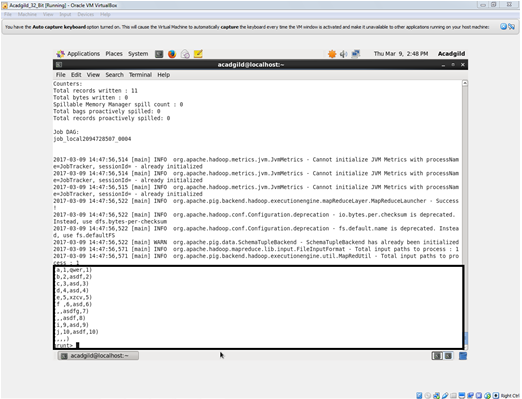 Acadgild_32_Bit [Running] - Oracle VM VirtualBox
Machine View Input Devices Help
You have the Auto capture keyboard option turned on. This will cause the Virtual Machine to automatically capture the keyboard every time the VM window is activated and make it unavailable to other applications running on your host machine:
Applications Places System Thu Mar 9, 2:48 PM Acadgild
acadgild@localhost:~
File Edit View Search Terminal Help
Counters:
Total records written : 11
Total bytes written : 0
Spillable Memory Manager spill count : 0
Total bags proactively spilled: 0
Total records proactively spilled: 0
Job DAG:
job_local2094728507_0004
2017-03-09 14:47:56,514 [main] INFO org.apache.hadoop.metrics.jvm.JvmMetrics - Cannot initialize JVM Metrics with processNam
e=JobTracker, sessionId= - already initialized
2017-03-09 14:47:56,514 [main] INFO org.apache.hadoop.metrics.jvm.JvmMetrics - Cannot initialize JVM Metrics with processNam
e=JobTracker, sessionId= - already initialized
2017-03-09 14:47:56,515 [main] INFO org.apache.hadoop.metrics.jvm.JvmMetrics - Cannot initialize JVM Metrics with processNam
e=JobTracker, sessionId= - already initialized
2017-03-09 14:47:56,522 [main] INFO org.apache.pig.backend.hadoop.executionengine.mapReduceLayer.MapReduceLauncher - Success
!
2017-03-09 14:47:56,522 [main] INFO org.apache.hadoop.conf.Configuration.deprecation - io.bytes.per.checksum is deprecated.
Instead, use dfs.bytes-per-checksum
2017-03-09 14:47:56,522 [main] INFO org.apache.hadoop.conf.Configuration.deprecation - fs.default.name is deprecated. Instea
d, use fs.defaultFS
2017-03-09 14:47:56,522 [main] WARN org.apache.pig.data.SchemaTupleBackend - SchemaTupleBackend has already been initialized
2017-03-09 14:47:56,571 [main] INFO org.apache.hadoop.mapreduce.lib.input.FileInputFormat - Total input paths to process : 1
2017-03-09 14:47:56,571 [main] INFO org.apache.pig.backend.hadoop.executionengine.util.MapRedUtil - Total input paths to pro
cess : 1
(a,1,qwer,1)
(b,2,asdf,2)
(c,3,asd,3)
(d,4,asd,4)
(e,5,xzcv,5)
(f ,6,asd,6)
(,,asdfg,7)
(,,asdf,8)
(i,9,asd,9)
(j,10,asdf,10)
(,,,)
grunt>
acadgild@localhost:~
Right Ctrl